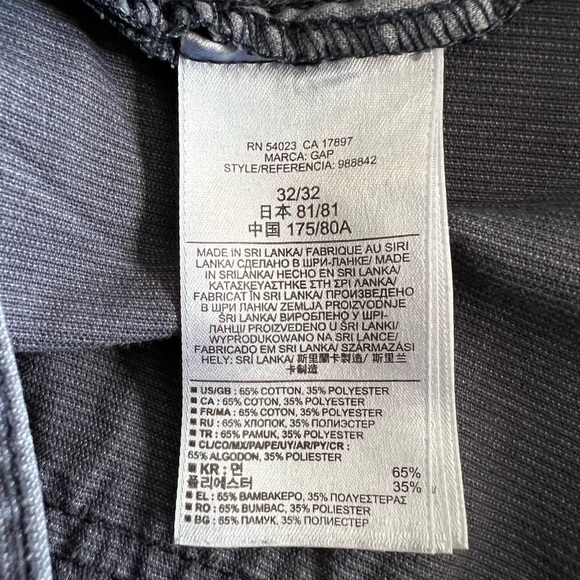 RN 54023 CA 17897
MARCA: GAP
STYLE/REFERENCIA: 988842
32/32
日本 81/81
中国 175/80A
MADE IN SRI LANKA/ FABRIQUE AU SIRI
LANKA/ СДЕЛАНО В ШРИ-ЛАНКЕ/ MADE
IN SRILANKA/ HECHO EN SRI LANKA/
ΚΑΤΑΣΚΕΥΑΣΤΗΚΕ ΣΤΗ ΣΡΙ ΛΑΝΚΑ/
FABRICAT ÎN SRI LANKA/ ПРОИЗВЕДЕНО
В ШРИ ЛАНКА/ ZEMLJA PROIZVODNJE
ŠRI LANKA/ ВИРОБЛЕНО У ШРІ-
ЛАНЦІ/ PROIZVEDENO U ŠRI LANKI/
WYPRODUKOWANO NA SRI LANCE/
FABRICADO EM SRI LANKA/ SZÁRMAZÁSI
HELY: SRI LANKA/ 斯里蘭卡製造/ 斯里兰
卡制造
■ US/GB : 65% COTTON, 35% POLYESTER
■ CA : 65% COTON, 35% POLYESTER
■ FR/MA : 65% COTON, 35% POLYESTER
■ RU : 65% ХЛОПОК, 35% ПОЛИЭСТЕР
■ TR : 65% PAMUK, 35% POLYESTER
■ CL/CO/MX/PA/PE/UY/AR/PY/CR :
65% ALGODON, 35% POLIESTER
■ KR : 면 65%
폴리에스터 35%
■ EL : 65% ΒΑΜΒΑΚΕΡΟ, 35% ΠΟΛΥΕΣΤΕΡΑΣ
■ RO : 65% BUMBAC, 35% POLIESTER
■ BG : 65% ПАМУК, 35% ПОЛИЕСТЕР